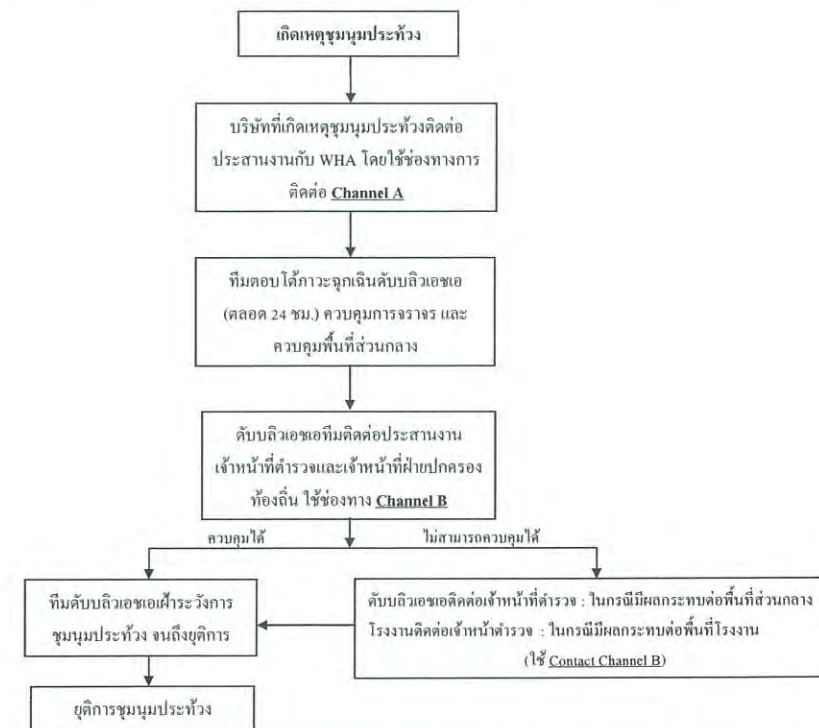 เกิดเหตุชุมนุมประท้วง
บริษัทที่เกิดเหตุชุมนุมประท้วงติดต่อ
ประสานงานกับ WHA โดยใช้ช่องทางการ
ติดต่อ Channel A
ทีมตอบโต้ภาวะฉุกเฉินดับบลิวเอชเอ
(ตลอด 24 ชม.) ควบคุมการจราจร และ
ควบคุมพื้นที่ส่วนกลาง
ดับบลิวเอชเอทีมติดต่อประสานงาน
เจ้าหน้าที่ตำรวจและเจ้าหน้าที่ฝ่ายปกครอง
ท้องถิ่น ใช้ช่องทาง Channel B
ควบคุมได้
ไม่สามารถควบคุมได้
ทีมดับบลิวเอชเอเฝ้าระวังการ
ชุมนุมประท้วง จนถึงยุติการ
ดับบลิวเอชเอติดต่อเจ้าหน้าที่ตำรวจ : ในกรณีมีผลกระทบต่อพื้นที่ส่วนกลาง
โรงงานติดต่อเจ้าหน้าตำรวจ : ในกรณีมีผลกระทบต่อพื้นที่โรงงาน
(ใช้ Contact Channel B)
ยุติการชุมนุมประท้วง